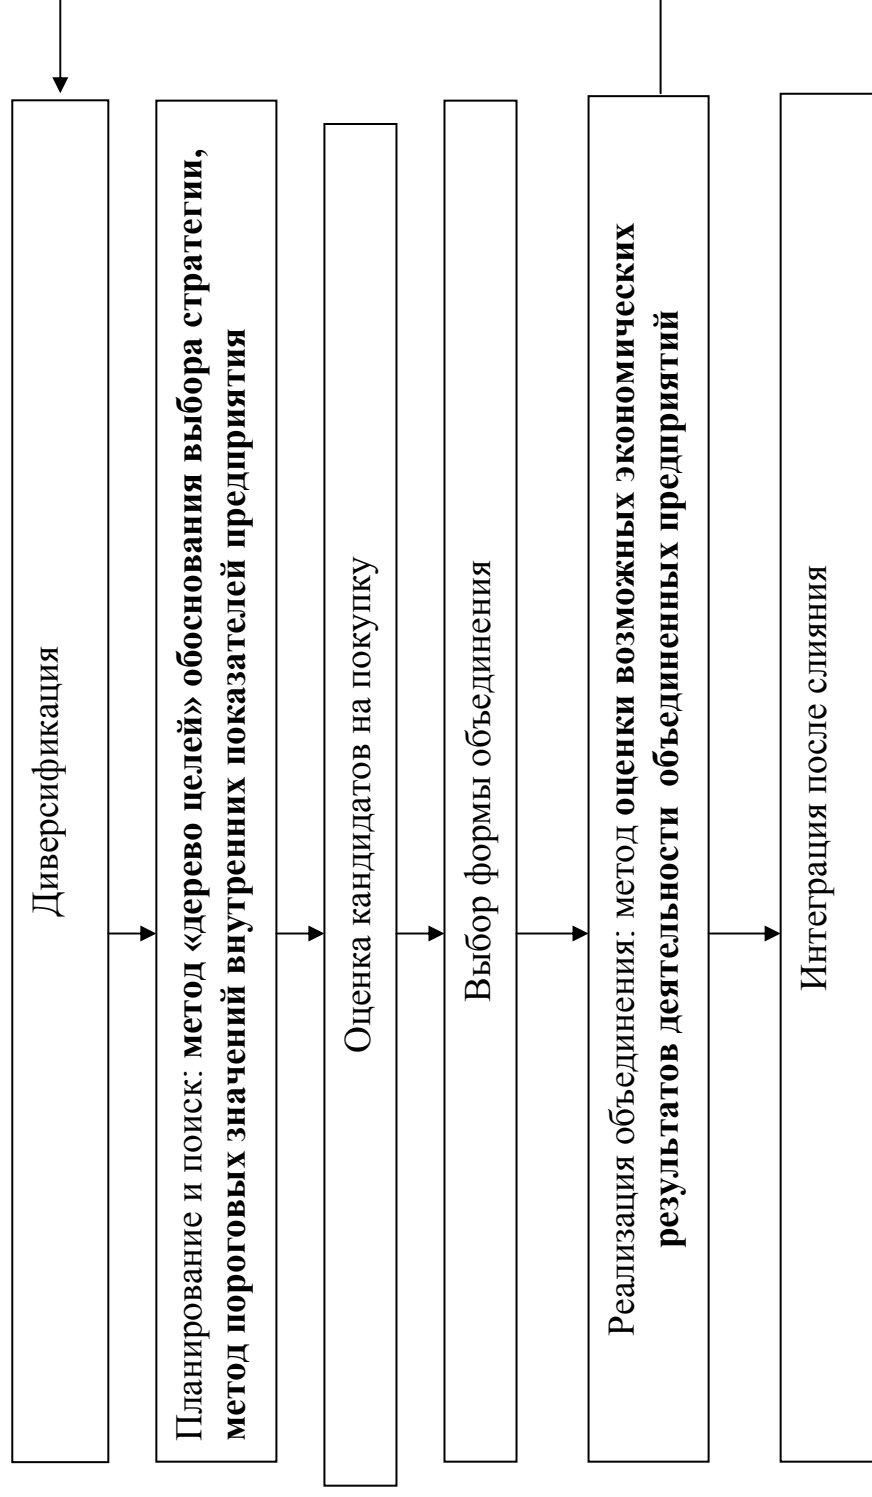 Диверсификация
Планирование и поиск: метод «дерево целей» обоснования выбора стратегии,
метод пороговых значений внутренних показателей предприятия
Оценка кандидатов на покупку
Выбор формы объединения
Реализация объединения: метод оценки возможных экономических
результатов деятельности объединенных предприятий
Интеграция после слияния